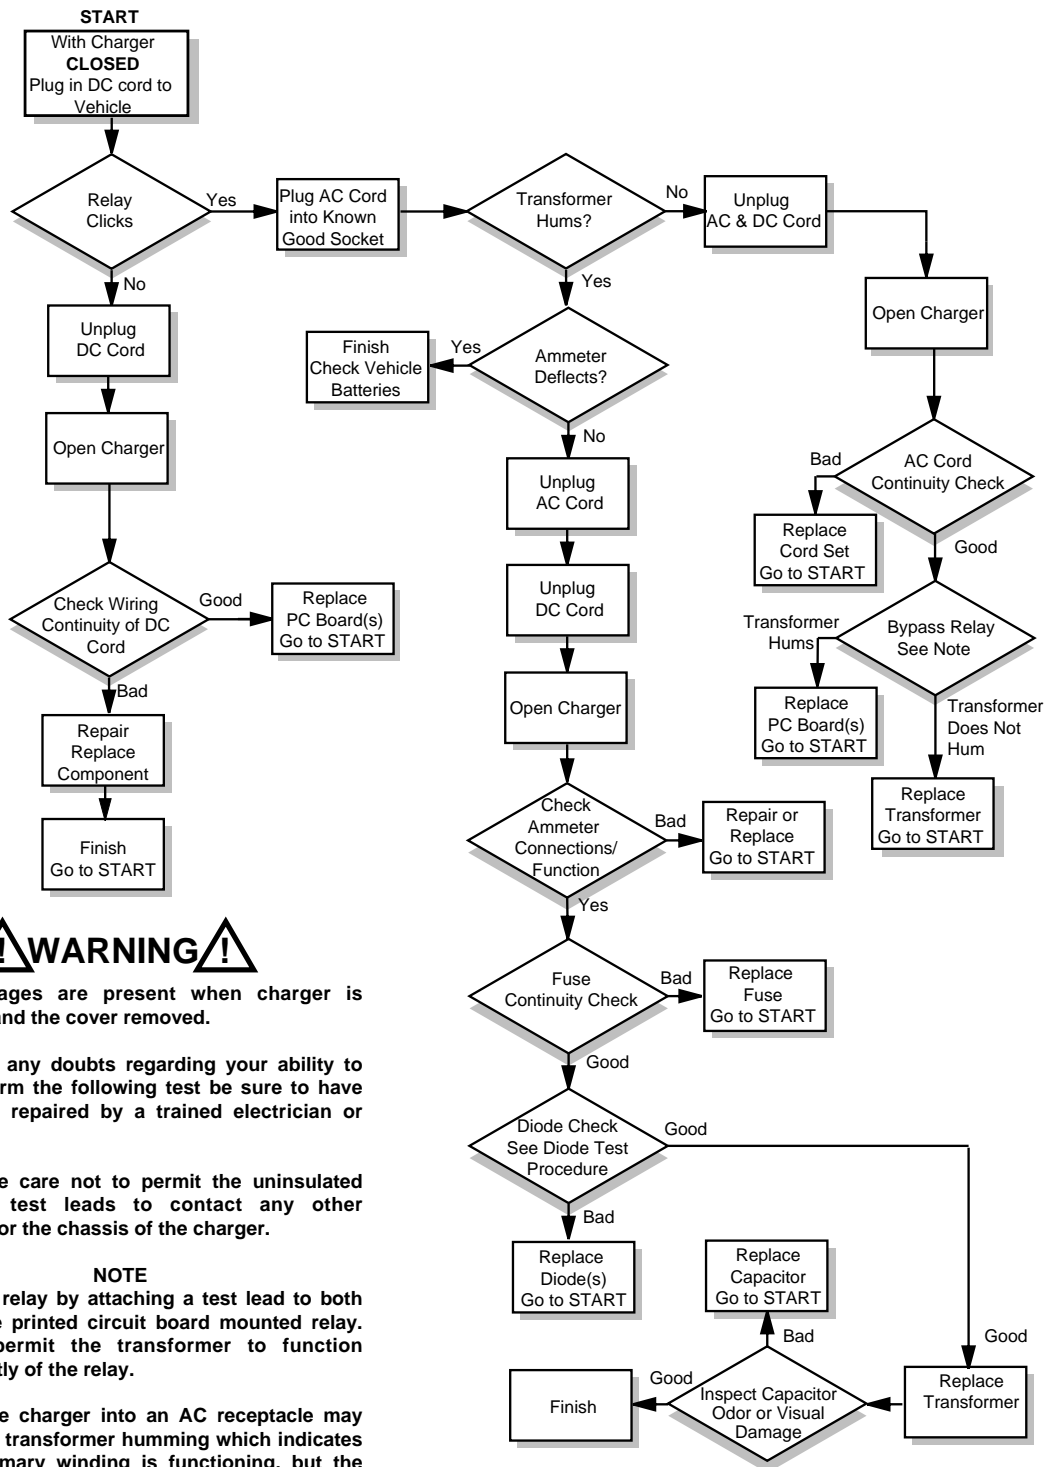 START
With Charger
CLOSED
Plug in DC cord to
Vehicle
Relay
Clicks
Yes
No
Plug AC Cord
into Known
Good Socket
Transformer
Hums?
No
Yes
Unplug
AC & DC Cord
Open Charger
Unplug
DC Cord
Open Charger
Finish
Check Vehicle
Batteries
Yes
Ammeter
Deflects?
No
Unplug
AC Cord
Unplug
DC Cord
Open Charger
AC Cord
Continuity Check
Bad
Good
Replace
Cord Set
Go to START
Bypass Relay
See Note
Transformer
Hums
Transformer
Does Not
Hum
Replace
PC Board(s)
Go to START
Replace
Transformer
Go to START
Check Wiring
Continuity of DC
Cord
Good
Bad
Replace
PC Board(s)
Go to START
Repair
Replace
Component
Finish
Go to START
Check
Ammeter
Connections/
Function
Bad
Yes
Repair or
Replace
Go to START
Fuse
Continuity Check
Bad
Good
Replace
Fuse
Go to START
Diode Check
See Diode Test
Procedure
Good
Bad
Replace
Diode(s)
Go to START
Replace
Capacitor
Go to START
Bad
Good
Replace
Transformer
Inspect Capacitor
Odor or Visual
Damage
Good
Finish
! WARNING !
ages are present when charger is
and the cover removed.
any doubts regarding your ability to
rm the following test be sure to have
repaired by a trained electrician or
e care not to permit the uninsulated
test leads to contact any other
or the chassis of the charger.
NOTE
relay by attaching a test lead to both
e printed circuit board mounted relay.
permit the transformer to function
tly of the relay.
e charger into an AC receptacle may
transformer humming which indicates
mary winding is functioning, but the